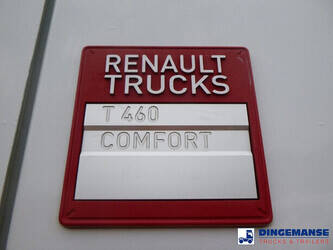 RENAULT
TRUCKS
T 460
COMFORT
DINGEMANSE
TRUCKS & TRAILERS